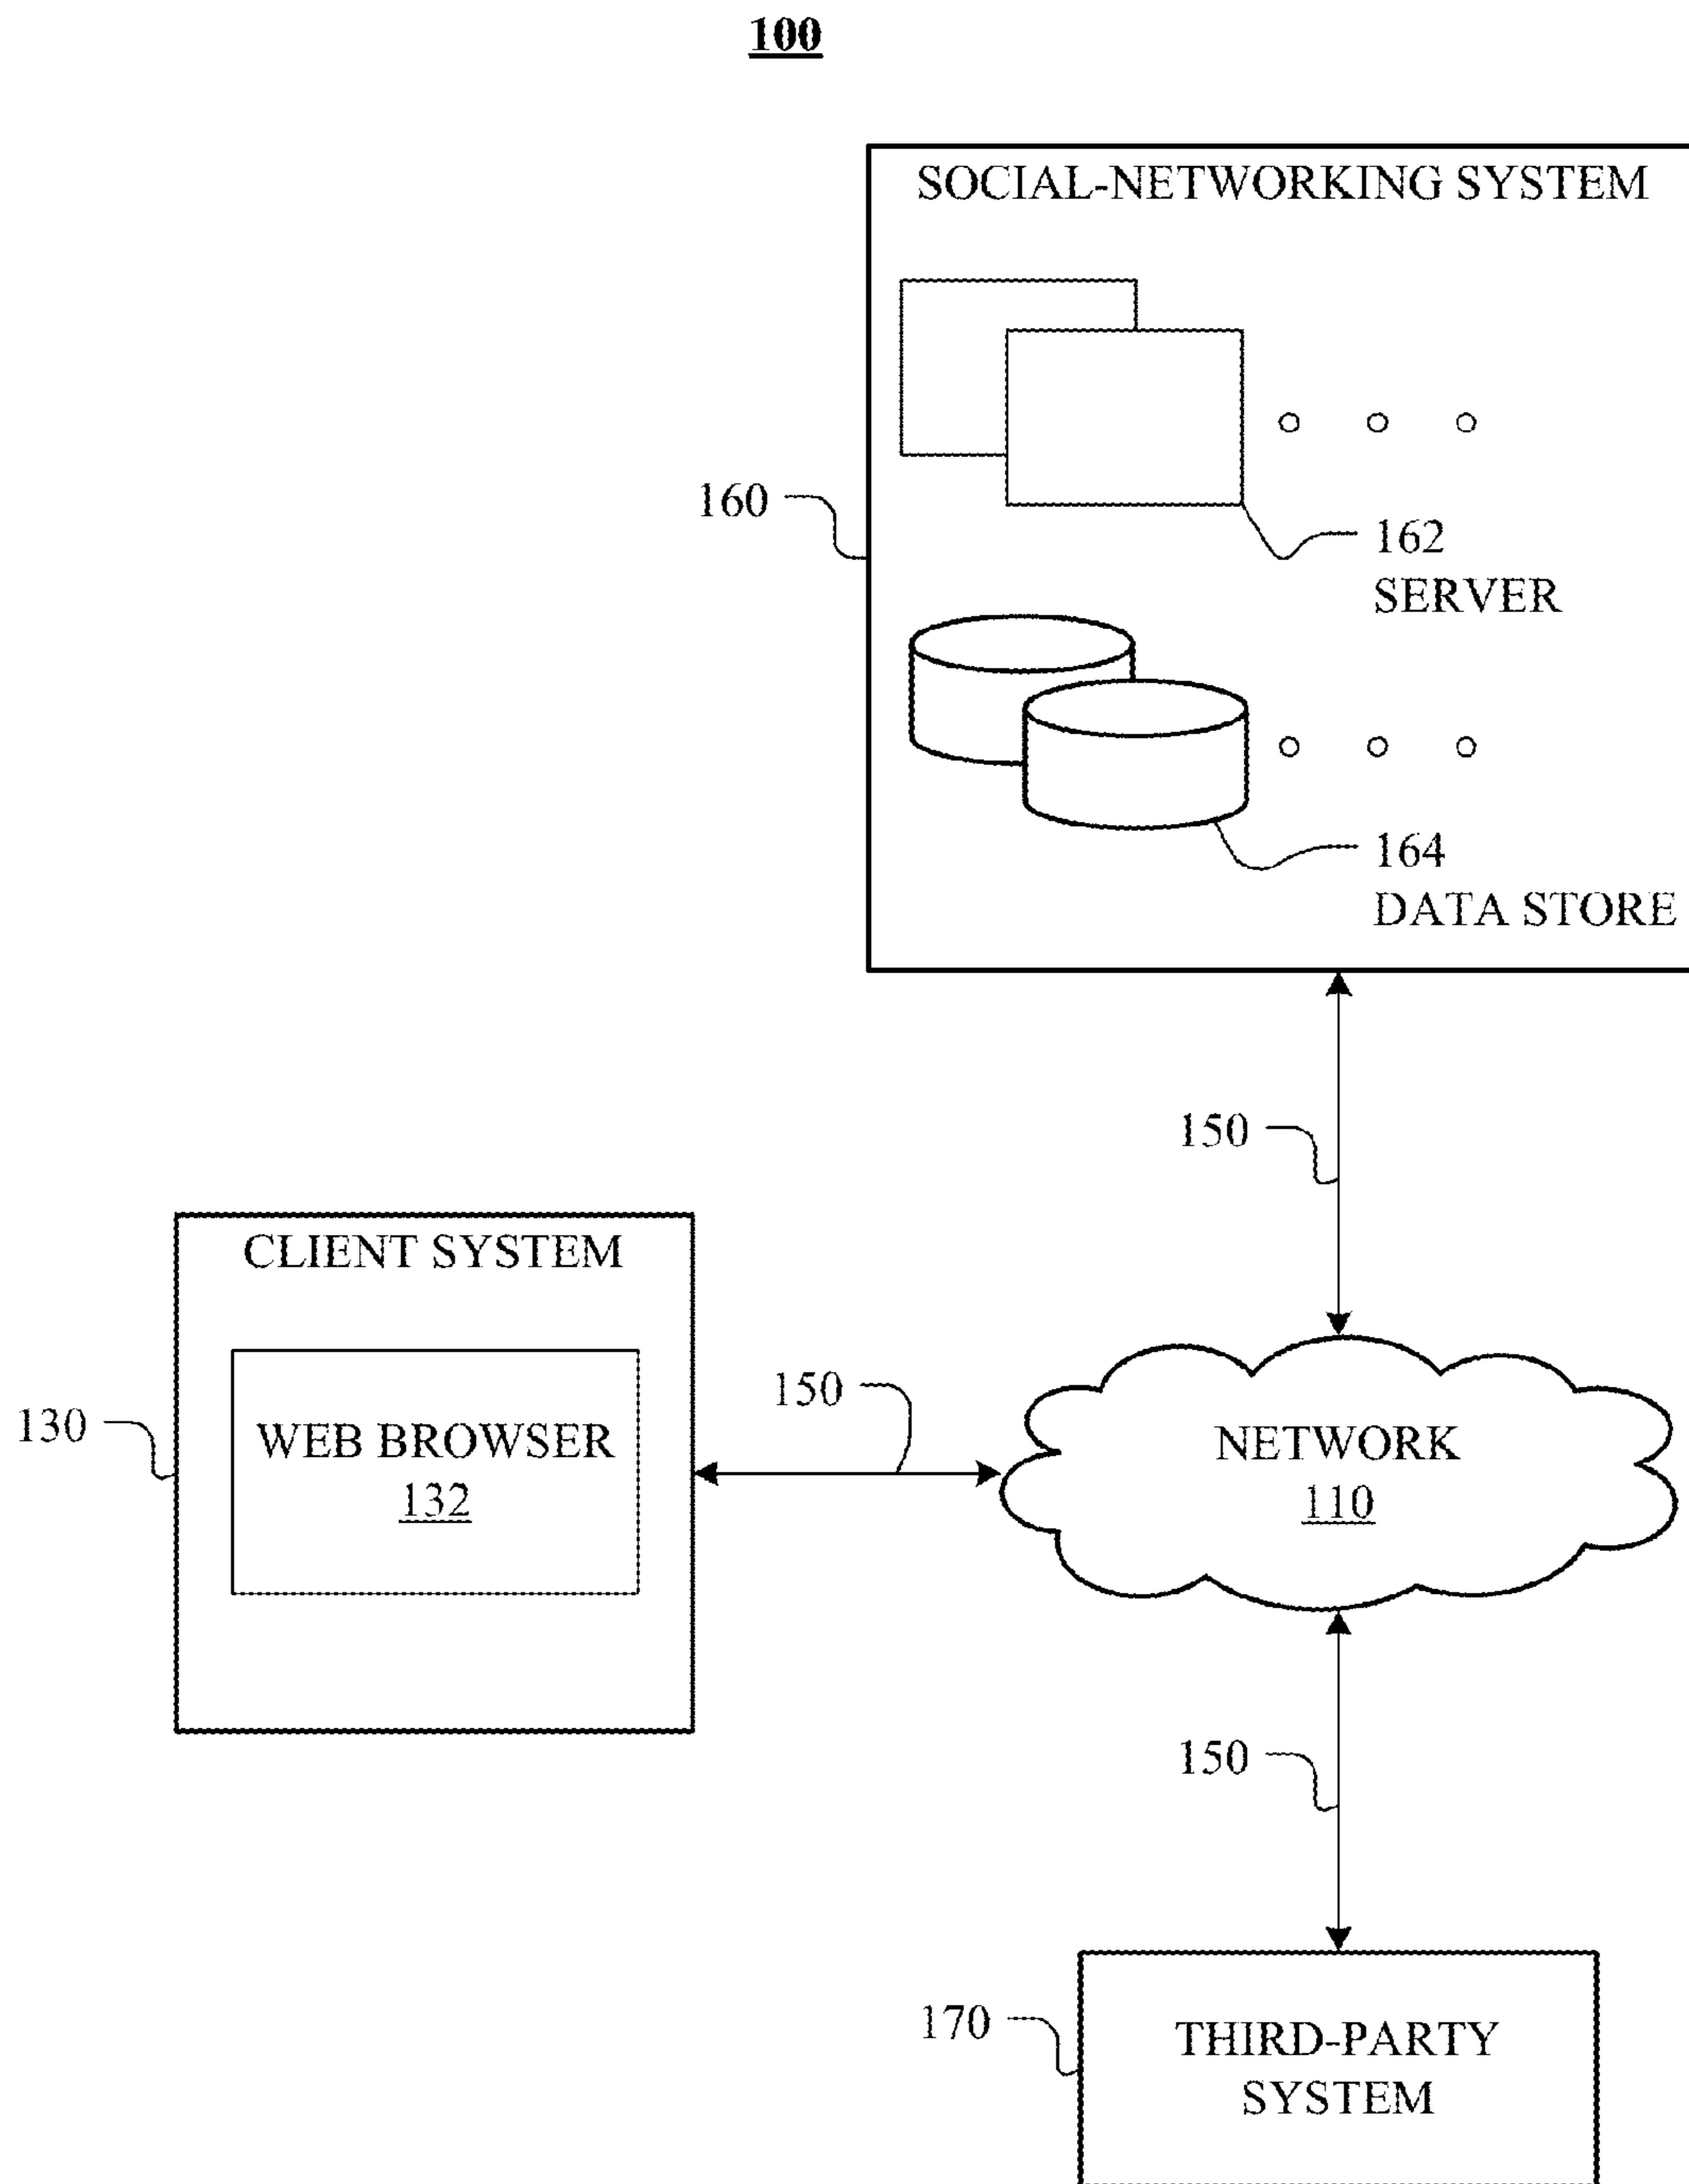 100
SOCIAL-NETWORKING SYSTEM
160
162
SERVER
164
DATA STORE
150
CLIENT SYSTEM
WEB BROWSER
132
130
150
NETWORK
110
150
170
THIRD-PARTY
SYSTEM